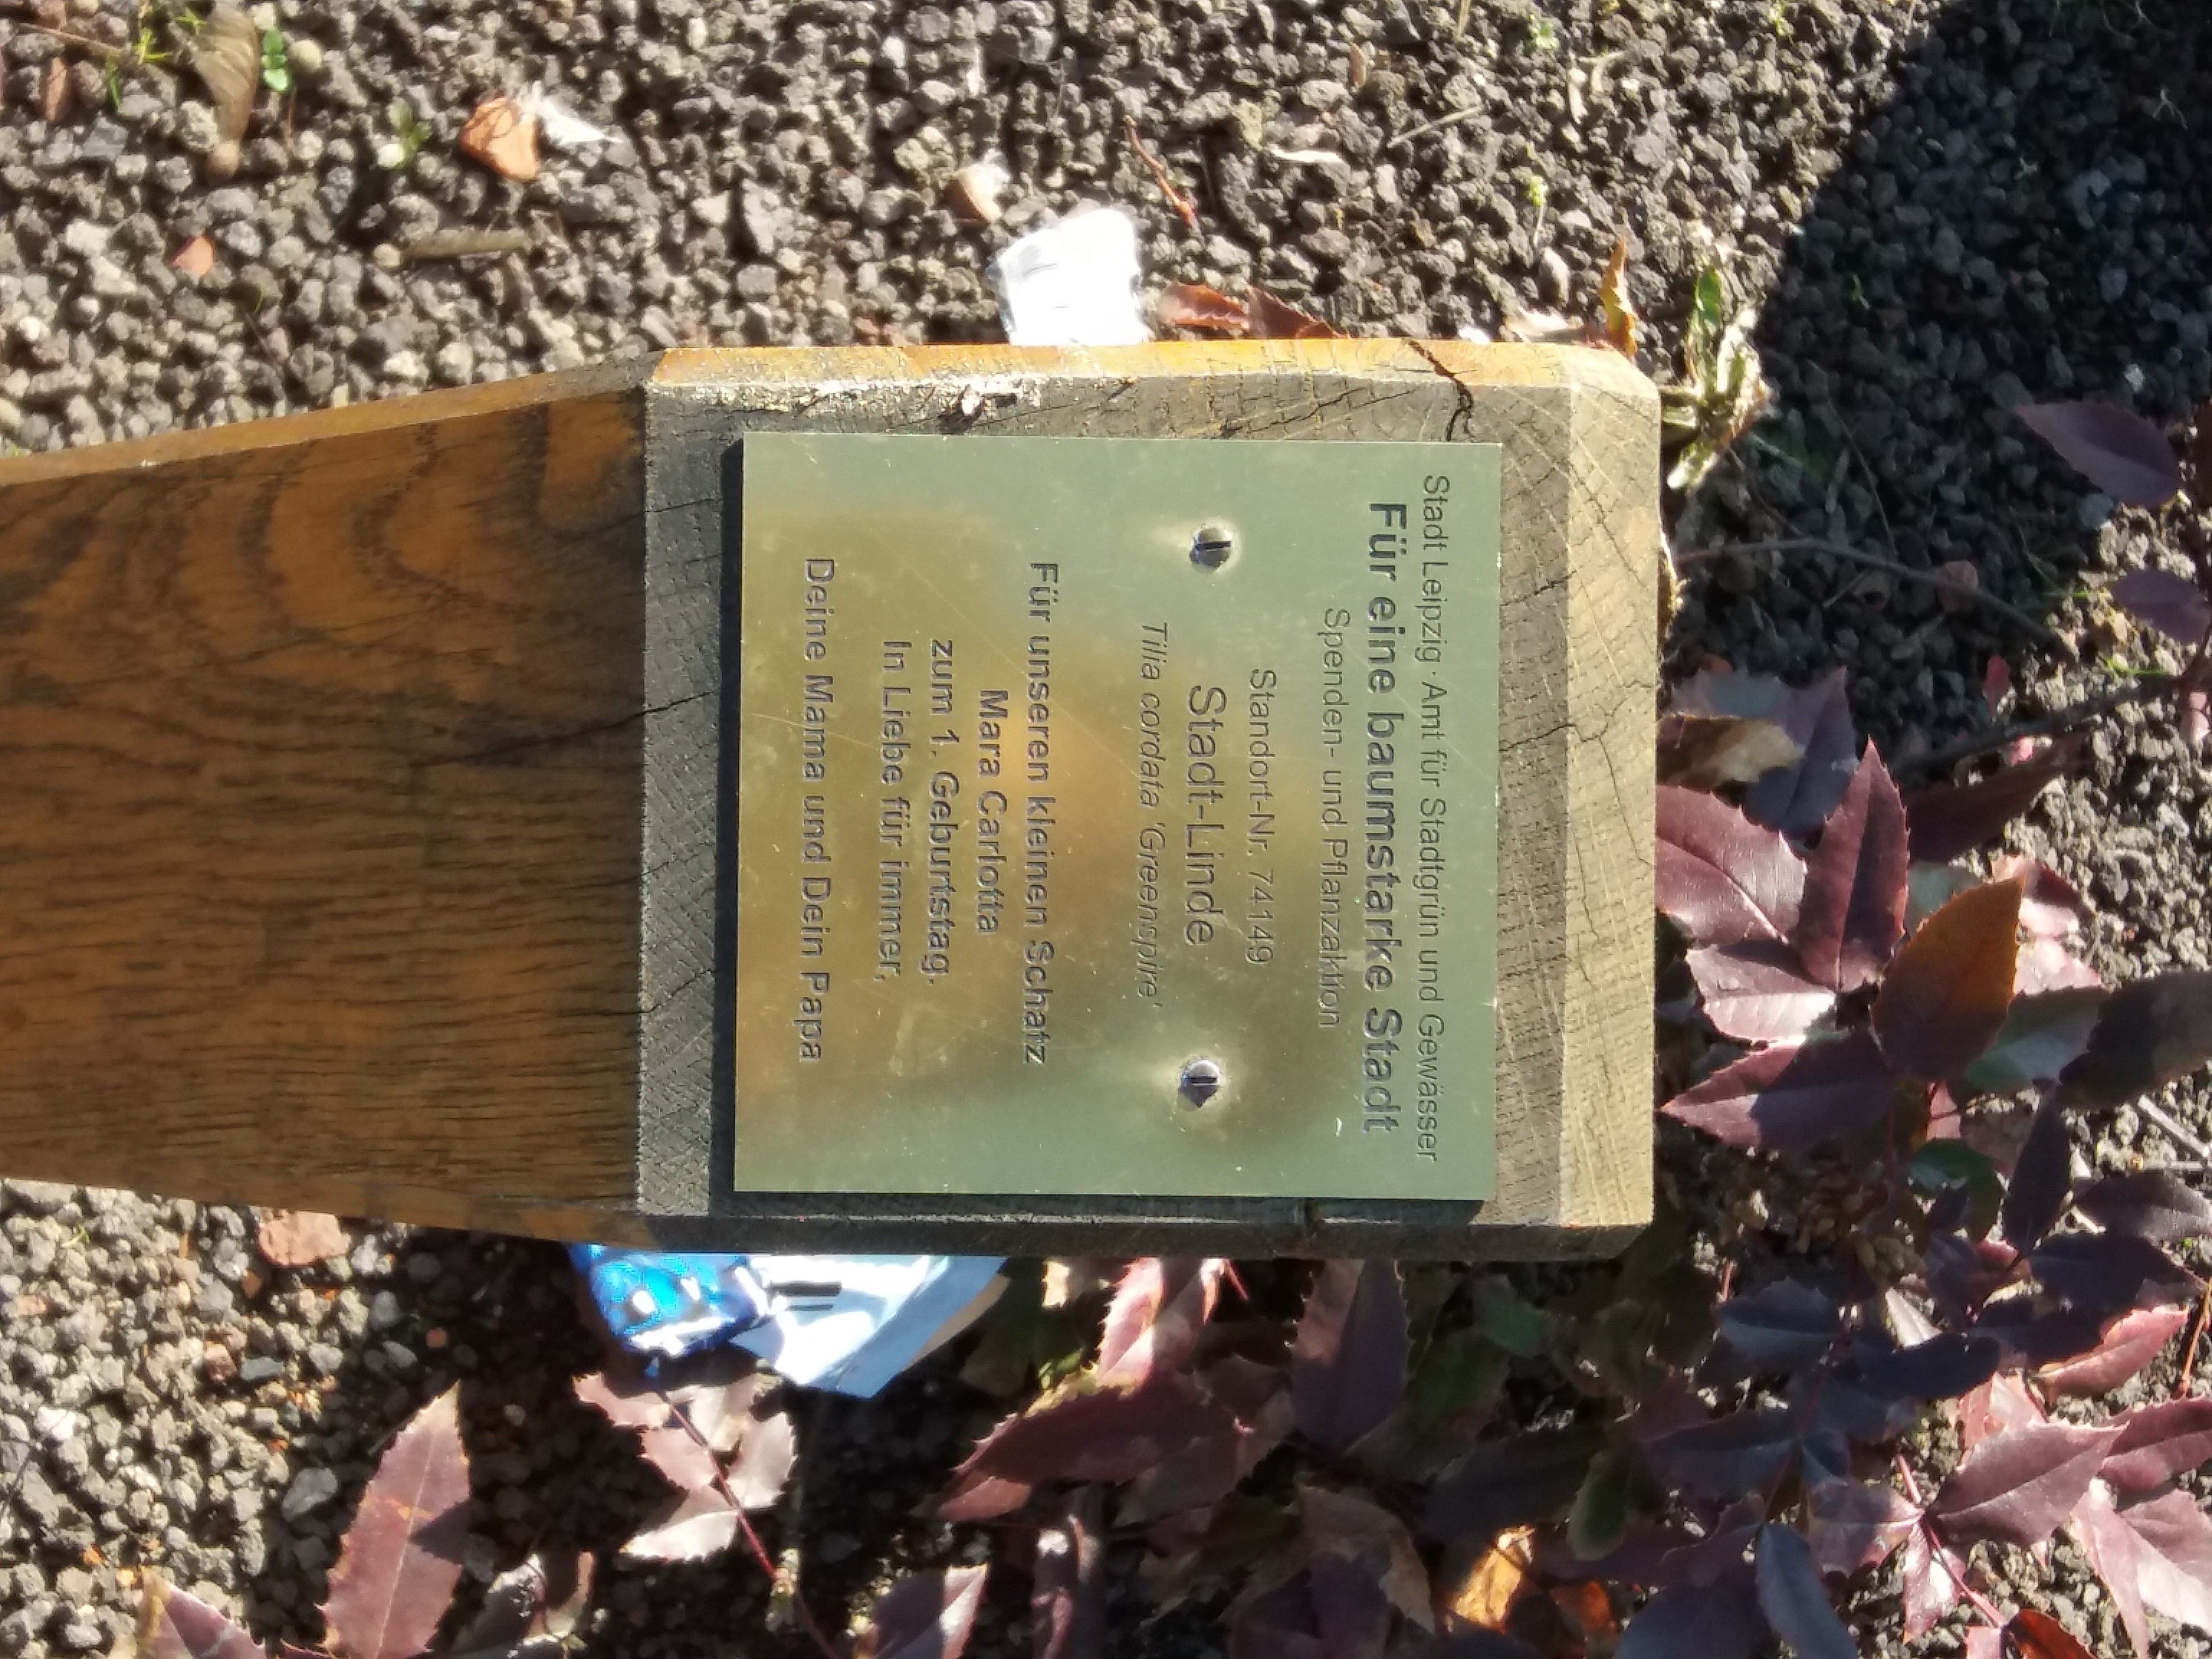 Stadt Leipzig · Amt für Stadtgrün und Gewässer
Für eine baumstarke Stadt
Spenden- und Pflanzaktion
Standort-Nr. 74149
Stadt-Linde
Tilia cordata 'Greenspire'
Für unseren kleinen Schatz
Mara Carlotta
zum 1. Geburtstag.
In Liebe für immer,
Deine Mama und Dein Papa